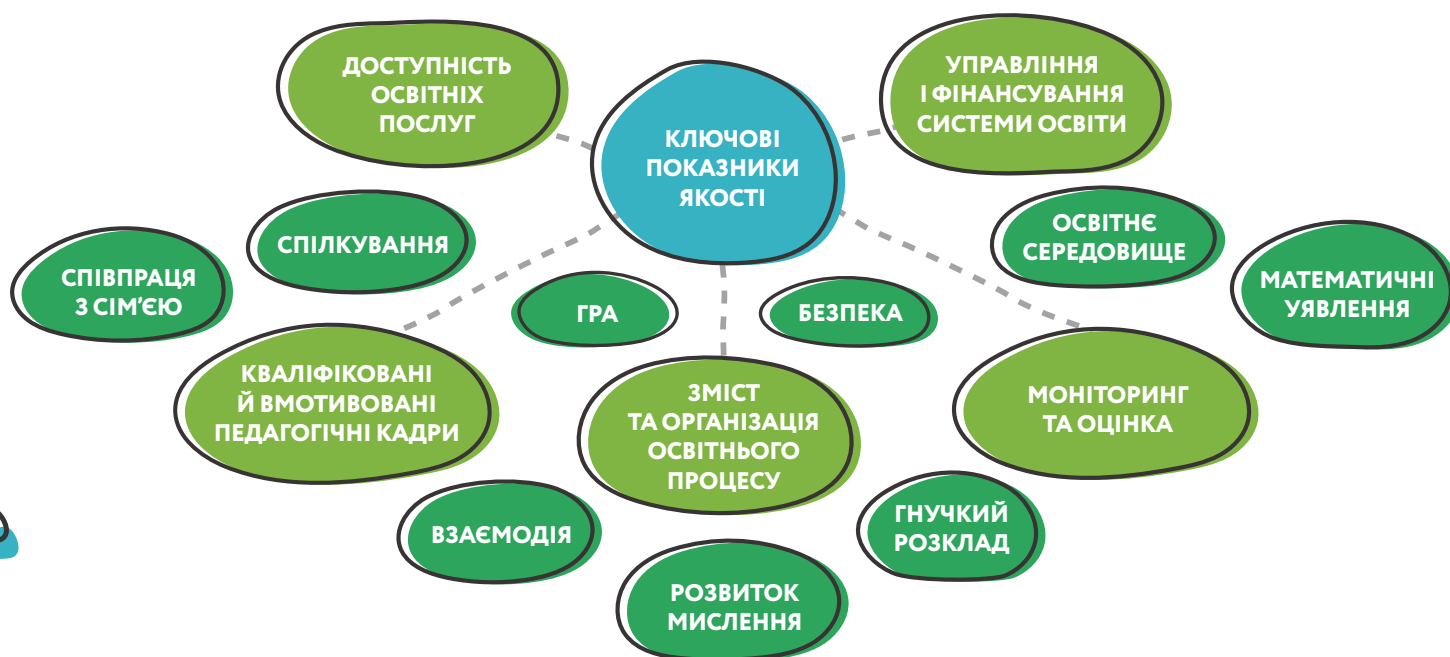 ДОСТУПНІСТЬ
ОСВІТНІХ
ПОСЛУГ
КЛЮЧОВІ
ПОКАЗНИКИ
ЯКОСТІ
УПРАВЛІННЯ
І ФІНАНСУВАННЯ
СИСТЕМИ ОСВІТИ
СПІВПРАЦЯ
З СІМ'ЄЮ
СПІЛКУВАННЯ
ГРА
БЕЗПЕКА
ОСВІТНЄ
СЕРЕДОВИЩЕ
МАТЕМАТИЧНІ
УЯВЛЕННЯ
КВАЛІФІКОВАНІ
Й ВМОТИВОВАНІ
ПЕДАГОГІЧНІ КАДРИ
ЗМІСТ
ТА ОРГАНІЗАЦІЯ
ОСВІТНЬОГО
ПРОЦЕСУ
МОНІТОРИНГ
ТА ОЦІНКА
ВЗАЄМОДІЯ
РОЗВИТОК
МИСЛЕННЯ
ГНУЧКИЙ
РОЗКЛАД